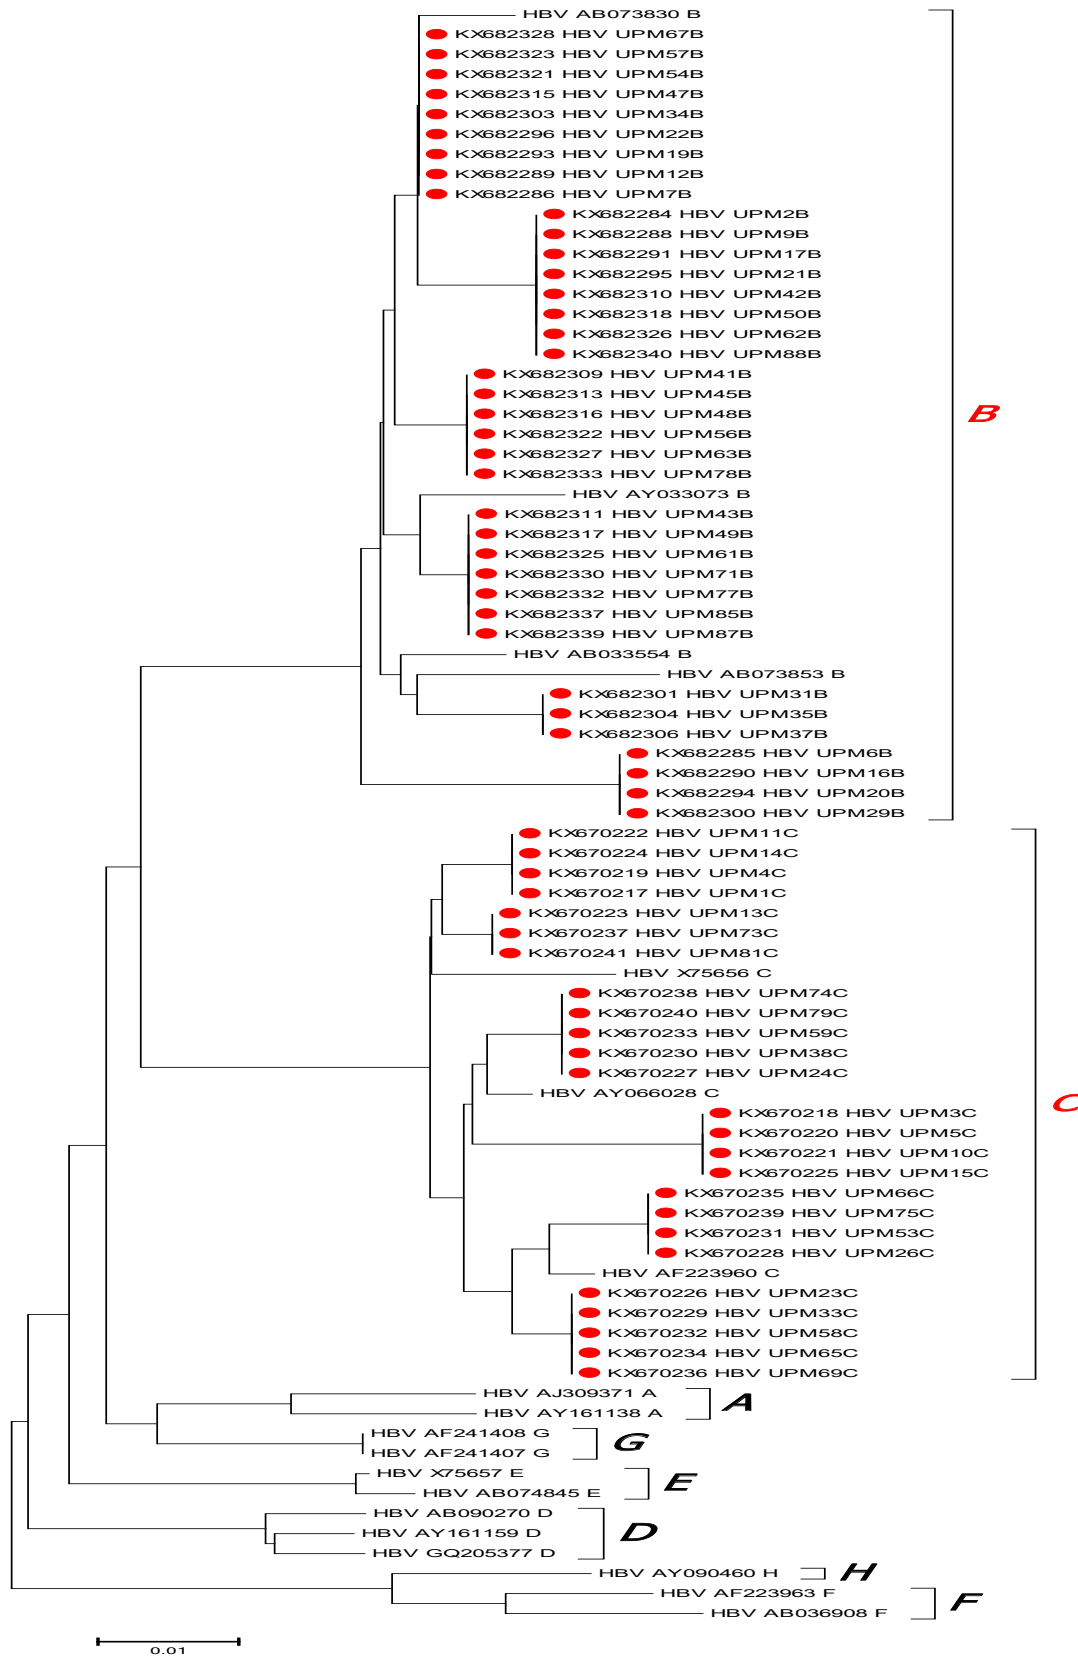 HBV AB073830 B
KX682328 HBV UPM67B
KX682323 HBV UPM57B
KX682321 HBV UPM54B
KX682315 HBV UPM47B
KX682303 HBV UPM34B
KX682296 HBV UPM22B
KX682293 HBV UPM19B
KX682289 HBV UPM12B
KX682286 HBV UPM7B
KX682284 HBV UPM2B
KX682288 HBV UPM9B
KX682291 HBV UPM17B
KX682295 HBV UPM21B
KX682310 HBV UPM42B
KX682318 HBV UPM50B
KX682326 HBV UPM62B
KX682340 HBV UPM88B
KX682309 HBV UPM41B
KX682313 HBV UPM45B
KX682316 HBV UPM48B
B
KX682322 HBV UPM56B
KX682327 HBV UPM63B
KX682333 HBV UPM78B
HBV AY033073 B
KX682311 HBV UPM43B
KX682317 HBV UPM49B
KX682325 HBV UPM61B
KX682330 HBV UPM71B
KX682332 HBV UPM77B
KX682337 HBV UPM85B
KX682339 HBV UPM87B
HBV AB033554 B
HBV AB073853 B
KX682301 HBV UPM31B
KX682304 HBV UPM35B
KX682306 HBV UPM37B
KX682285 HBV UPM6B
KX682290 HBV UPM16B
KX682294 HBV UPM20B
KX682300 HBV UPM29B
KX670222 HBV UPM11C
KX670224 HBV UPM14C
KX670219 HBV UPM4C
KX670217 HBV UPM1C
KX670223 HBV UPM13C
KX670237 HBV UPM73C
KX670241 HBV UPM81C
HBV X75656 C
KX670238 HBV UPM74C
KX670240 HBV UPM79C
KX670233 HBV UPM59C
KX670230 HBV UPM38C
KX670227 HBV UPM24C
HBV AY066028 C
C
KX670218 HBV UPM3C
KX670220 HBV UPM5C
KX670221 HBV UPM10C
KX670225 HBV UPM15C
KX670235 HBV UPM66C
KX670239 HBV UPM75C
KX670231 HBV UPM53C
KX670228 HBV UPM26C
HBV AF223960 C
KX670226 HBV UPM23C
KX670229 HBV UPM33C
KX670232 HBV UPM58C
KX670234 HBV UPM65C
KX670236 HBV UPM69C
HBV AJ309371 A
A
HBV AY161138 A
HBV AF241408 G
G
HBV AF241407 G
HBV X75657 E
E
HBV AB074845 E
HBV AB090270 D
HBV AY161159 D
D
HBV GQ205377 D
HBV AY090460 H
H
HBV AF223963 F
F
HBV AB036908 F
0.01